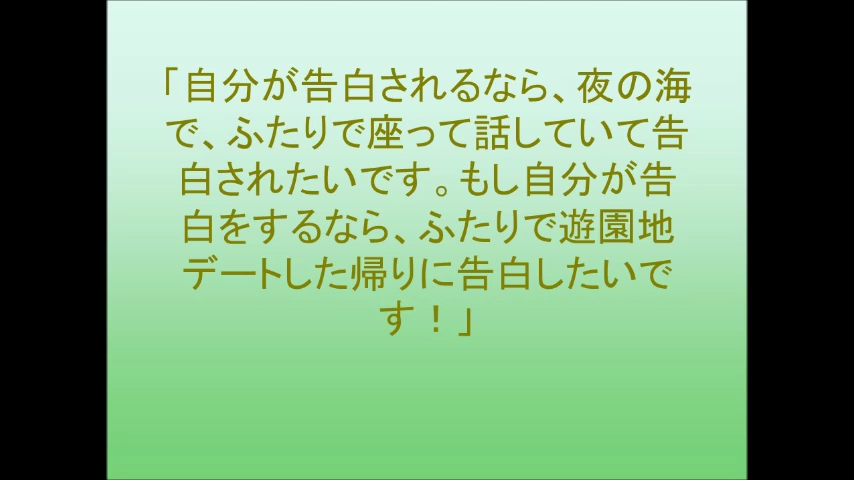 「自分が告白されるなら、夜の海
で、ふたりで座って話していて告
白されたいです。もし自分が告
白をするなら、ふたりで遊園地
デートした帰りに告白したいで
す！」